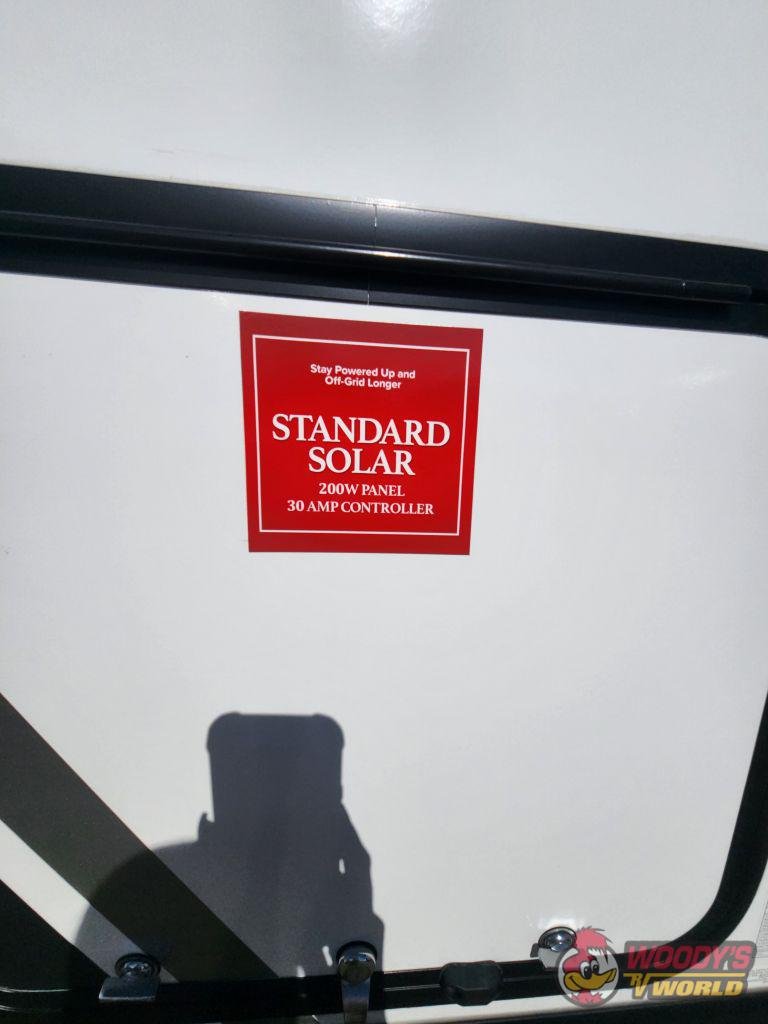 Stay Powered Up and
Off-Grid Longer
STANDARD
SOLAR
200W PANEL
30 AMP CONTROLLER
WOODY'S
RV WORLD